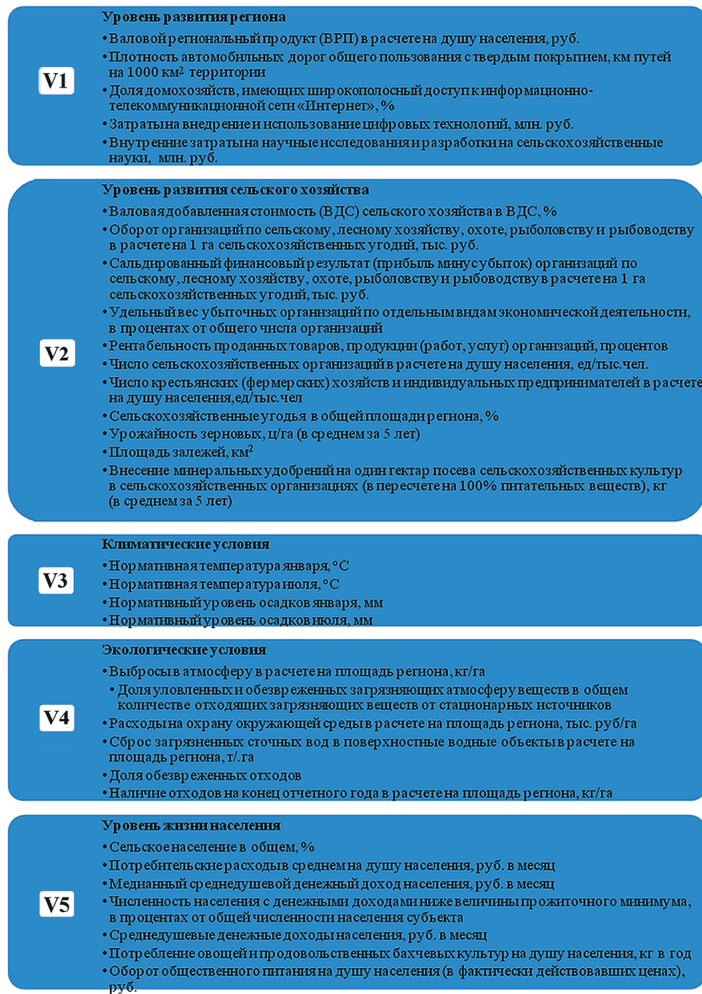 Уровень развития региона
•Валовой региональный продукт (ВРП) в расчете на душу населения, руб.
•Плотность автомобильных дорог общего пользования с твердым покрытием, км путей
на 1000 км² территории
V1
•Доля домохозяйств, имеющих широкополосный доступ к информационно-
телекоммуникационной сети «Интернет», %
•Затраты на внедрение и использование цифровых технологий, млн. руб.
•Внутренние затраты на научные исследования и разработки на сельскохозяйственные
науки, млн. руб.
Уровень развития сельского хозяйства
•Валовая добавленная стоимость (ВДС) сельского хозяйства в ВДС, %
•Оборот организаций по сельскому, лесному хозяйству, охоте, рыболовству и рыбоводству
в расчете на 1 га сельскохозяйственных угодий, тыс. руб.
•Сальдированный финансовый результат (прибыль минус убыток) организаций по
сельскому, лесному хозяйству, охоте, рыболовству и рыбоводству в расчете на 1 га
сельскохозяйственных угодий, тыс. руб.
•Удельный вес убыточных организаций по отдельным видам экономической деятельности,
в процентах от общего числа организаций
V2
•Рентабельность проданных товаров, продукции (работ, услуг) организаций, процентов
•Число сельскохозяйственных организаций в расчете на душу населения, ед/тыс.чел.
•Число крестьянских (фермерских) хозяйств и индивидуальных предпринимателей в расчете
на душу населения,ед/тыс.чел
•Сельскохозяйственные угодья в общей площади региона, %
•Урожайность зерновых, ц/га (в среднем за 5 лет)
•Площадь залежей, км²
•Внесение минеральных удобрений на один гектар посева сельскохозяйственных культур
в сельскохозяйственных организациях (в пересчете на 100% питательных веществ), кг
(в среднем за 5 лет)
Климатические условия
•Нормативная температура января, °С
V3
•Нормативная температура июля, °С
•Нормативный уровень осадков января, мм
•Нормативный уровень осадков июля, мм
Экологические условия
•Выбросы в атмосферу в расчете на площадь региона, кг/га
•Доля уловленных и обезвреженных загрязняющих атмосферу веществ в общем
количестве отходящих загрязняющих веществ от стационарных источников
V4
•Расходы на охрану окружающей среды в расчете на площадь региона, тыс. руб/га
•Сброс загрязненных сточных вод в поверхностные водные объекты в расчете на
площадь региона, т/.га
•Доля обезвреженных отходов
•Наличие отходов на конец отчетного года в расчете на площадь региона, кг/га
Уровень жизни населения
•Сельское население в общем, %
•Потребительские расходы в среднем на душу населения, руб. в месяц
•Медианный среднедушевой денежный доход населения, руб. в месяц
V5
•Численность населения с денежными доходами ниже величины прожиточного минимума,
в процентах от общей численности населения субъекта
•Среднедушевые денежные доходы населения, руб. в месяц
•Потребление овощей и продовольственных бахчевых культур на душу населения, кг в год
•Оборот общественного питания на душу населения (в фактически действовавших ценах),
руб.